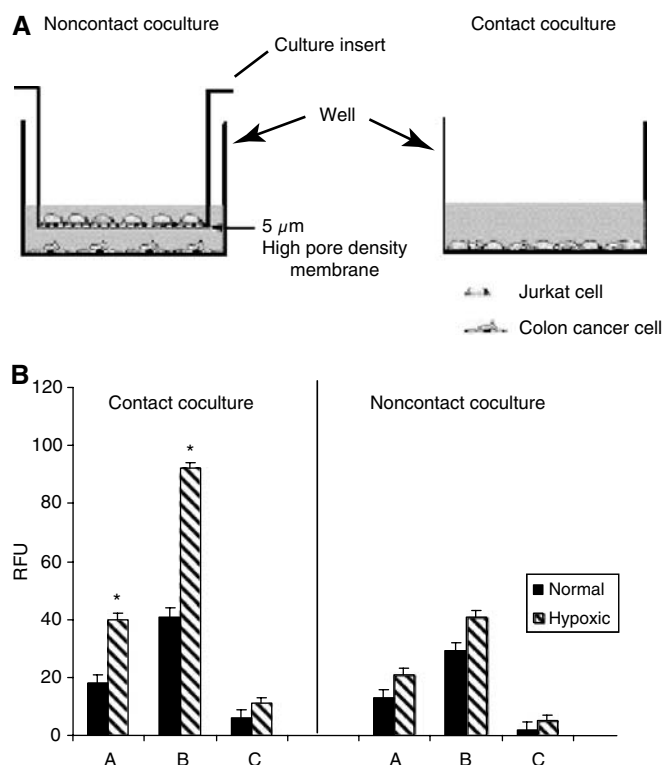 A
Noncontact coculture
Contact coculture
Culture insert
Well
5 µm
High pore density
membrane
Jurkat cell
Colon cancer cell
B
120
100
80
60
40
20
0
RFU
Contact coculture
Noncontact coculture
*
*
Normal
Hypoxic
A
B
C
A
B
C